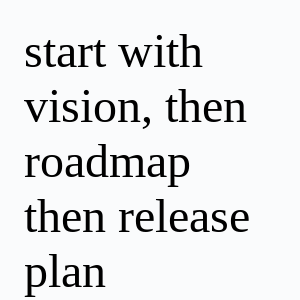 start with
vision, then
roadmap
then release
plan